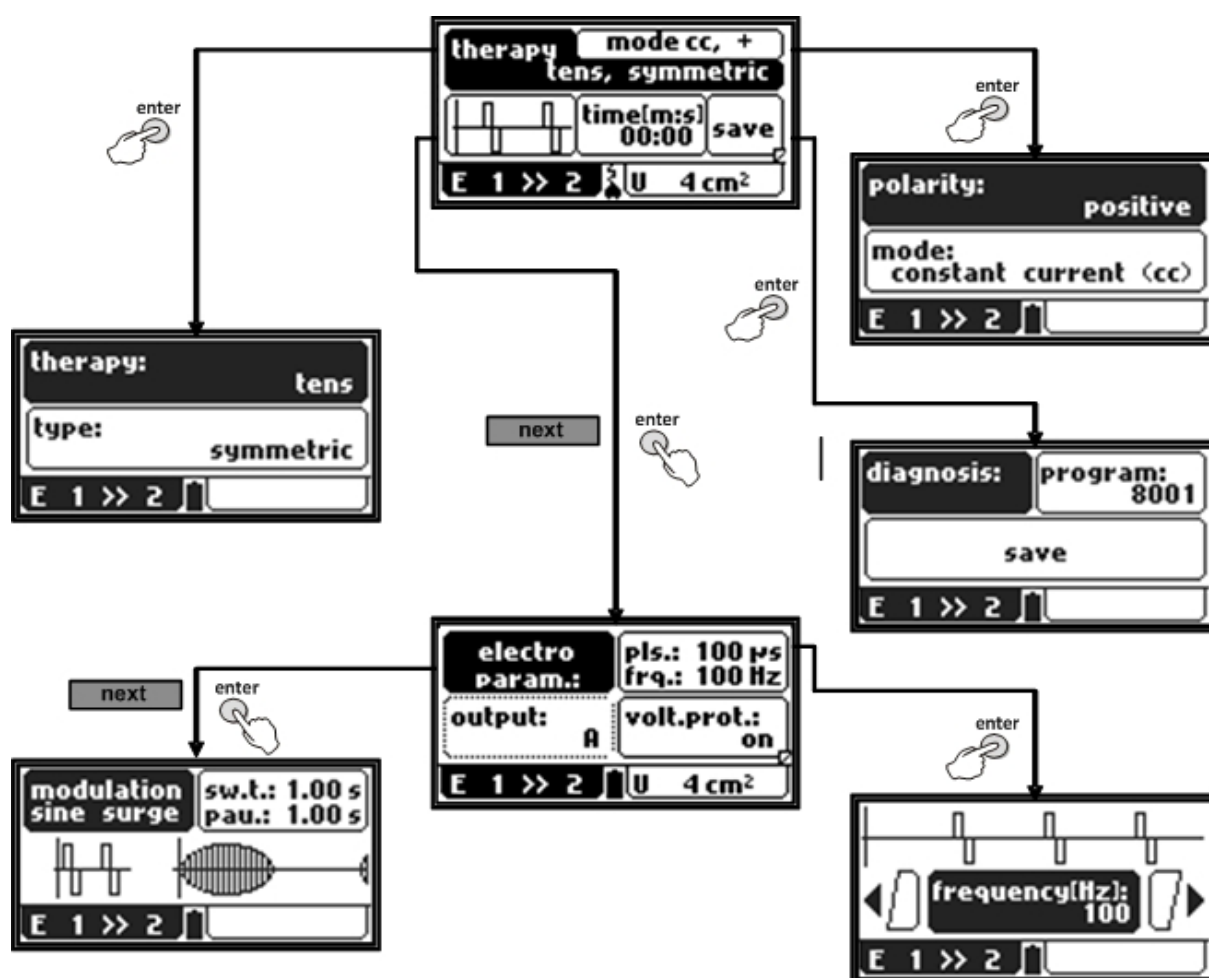 therapy mode cc, +
tens, symmetric
time[m:s]
00:00
save
E 1 >> 2 U 4 cm²
enter
enter
polarity:
positive
mode:
constant current (cc)
E 1 >> 2
enter
therapy:
tens
type:
symmetric
E 1 >> 2
next
enter
diagnosis:
program:
8001
save
E 1 >> 2
electro
param.:
pls.: 100 µs
frq.: 100 Hz
output:
A
volt.prot.:
on
E 1 >> 2 U 4 cm²
next
enter
enter
modulation
sine surge
sw.t.: 1.00 s
pau.: 1.00 s
E 1 >> 2
frequency[Hz]:
100
E 1 >> 2